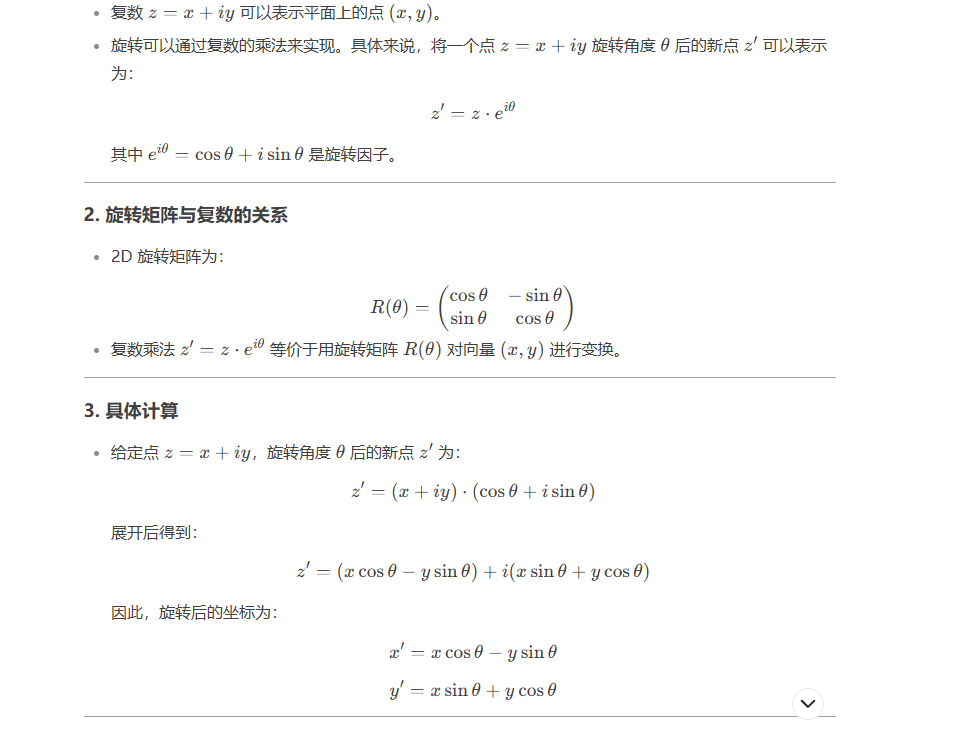 复数 z = x + iy 可以表示平面上的点 (x, y)。
旋转可以通过复数的乘法来实现。具体来说，将一个点 z = x + iy 旋转角度 θ 后的新点 z′ 可以表示
为：
z′ = z · e^{iθ}
其中 e^{iθ} = cos θ + i sin θ 是旋转因子。
2. 旋转矩阵与复数的关系
2D 旋转矩阵为：
R(θ) = (cos θ  − sin θ
sin θ  cos θ)
复数乘法 z′ = z · e^{iθ} 等价于用旋转矩阵 R(θ) 对向量 (x, y) 进行变换。
3. 具体计算
给定点 z = x + iy，旋转角度 θ 后的新点 z′ 为：
z′ = (x + iy) · (cos θ + i sin θ)
展开后得到：
z′ = (x cos θ − y sin θ) + i(x sin θ + y cos θ)
因此，旋转后的坐标为：
x′ = x cos θ − y sin θ
y′ = x sin θ + y cos θ